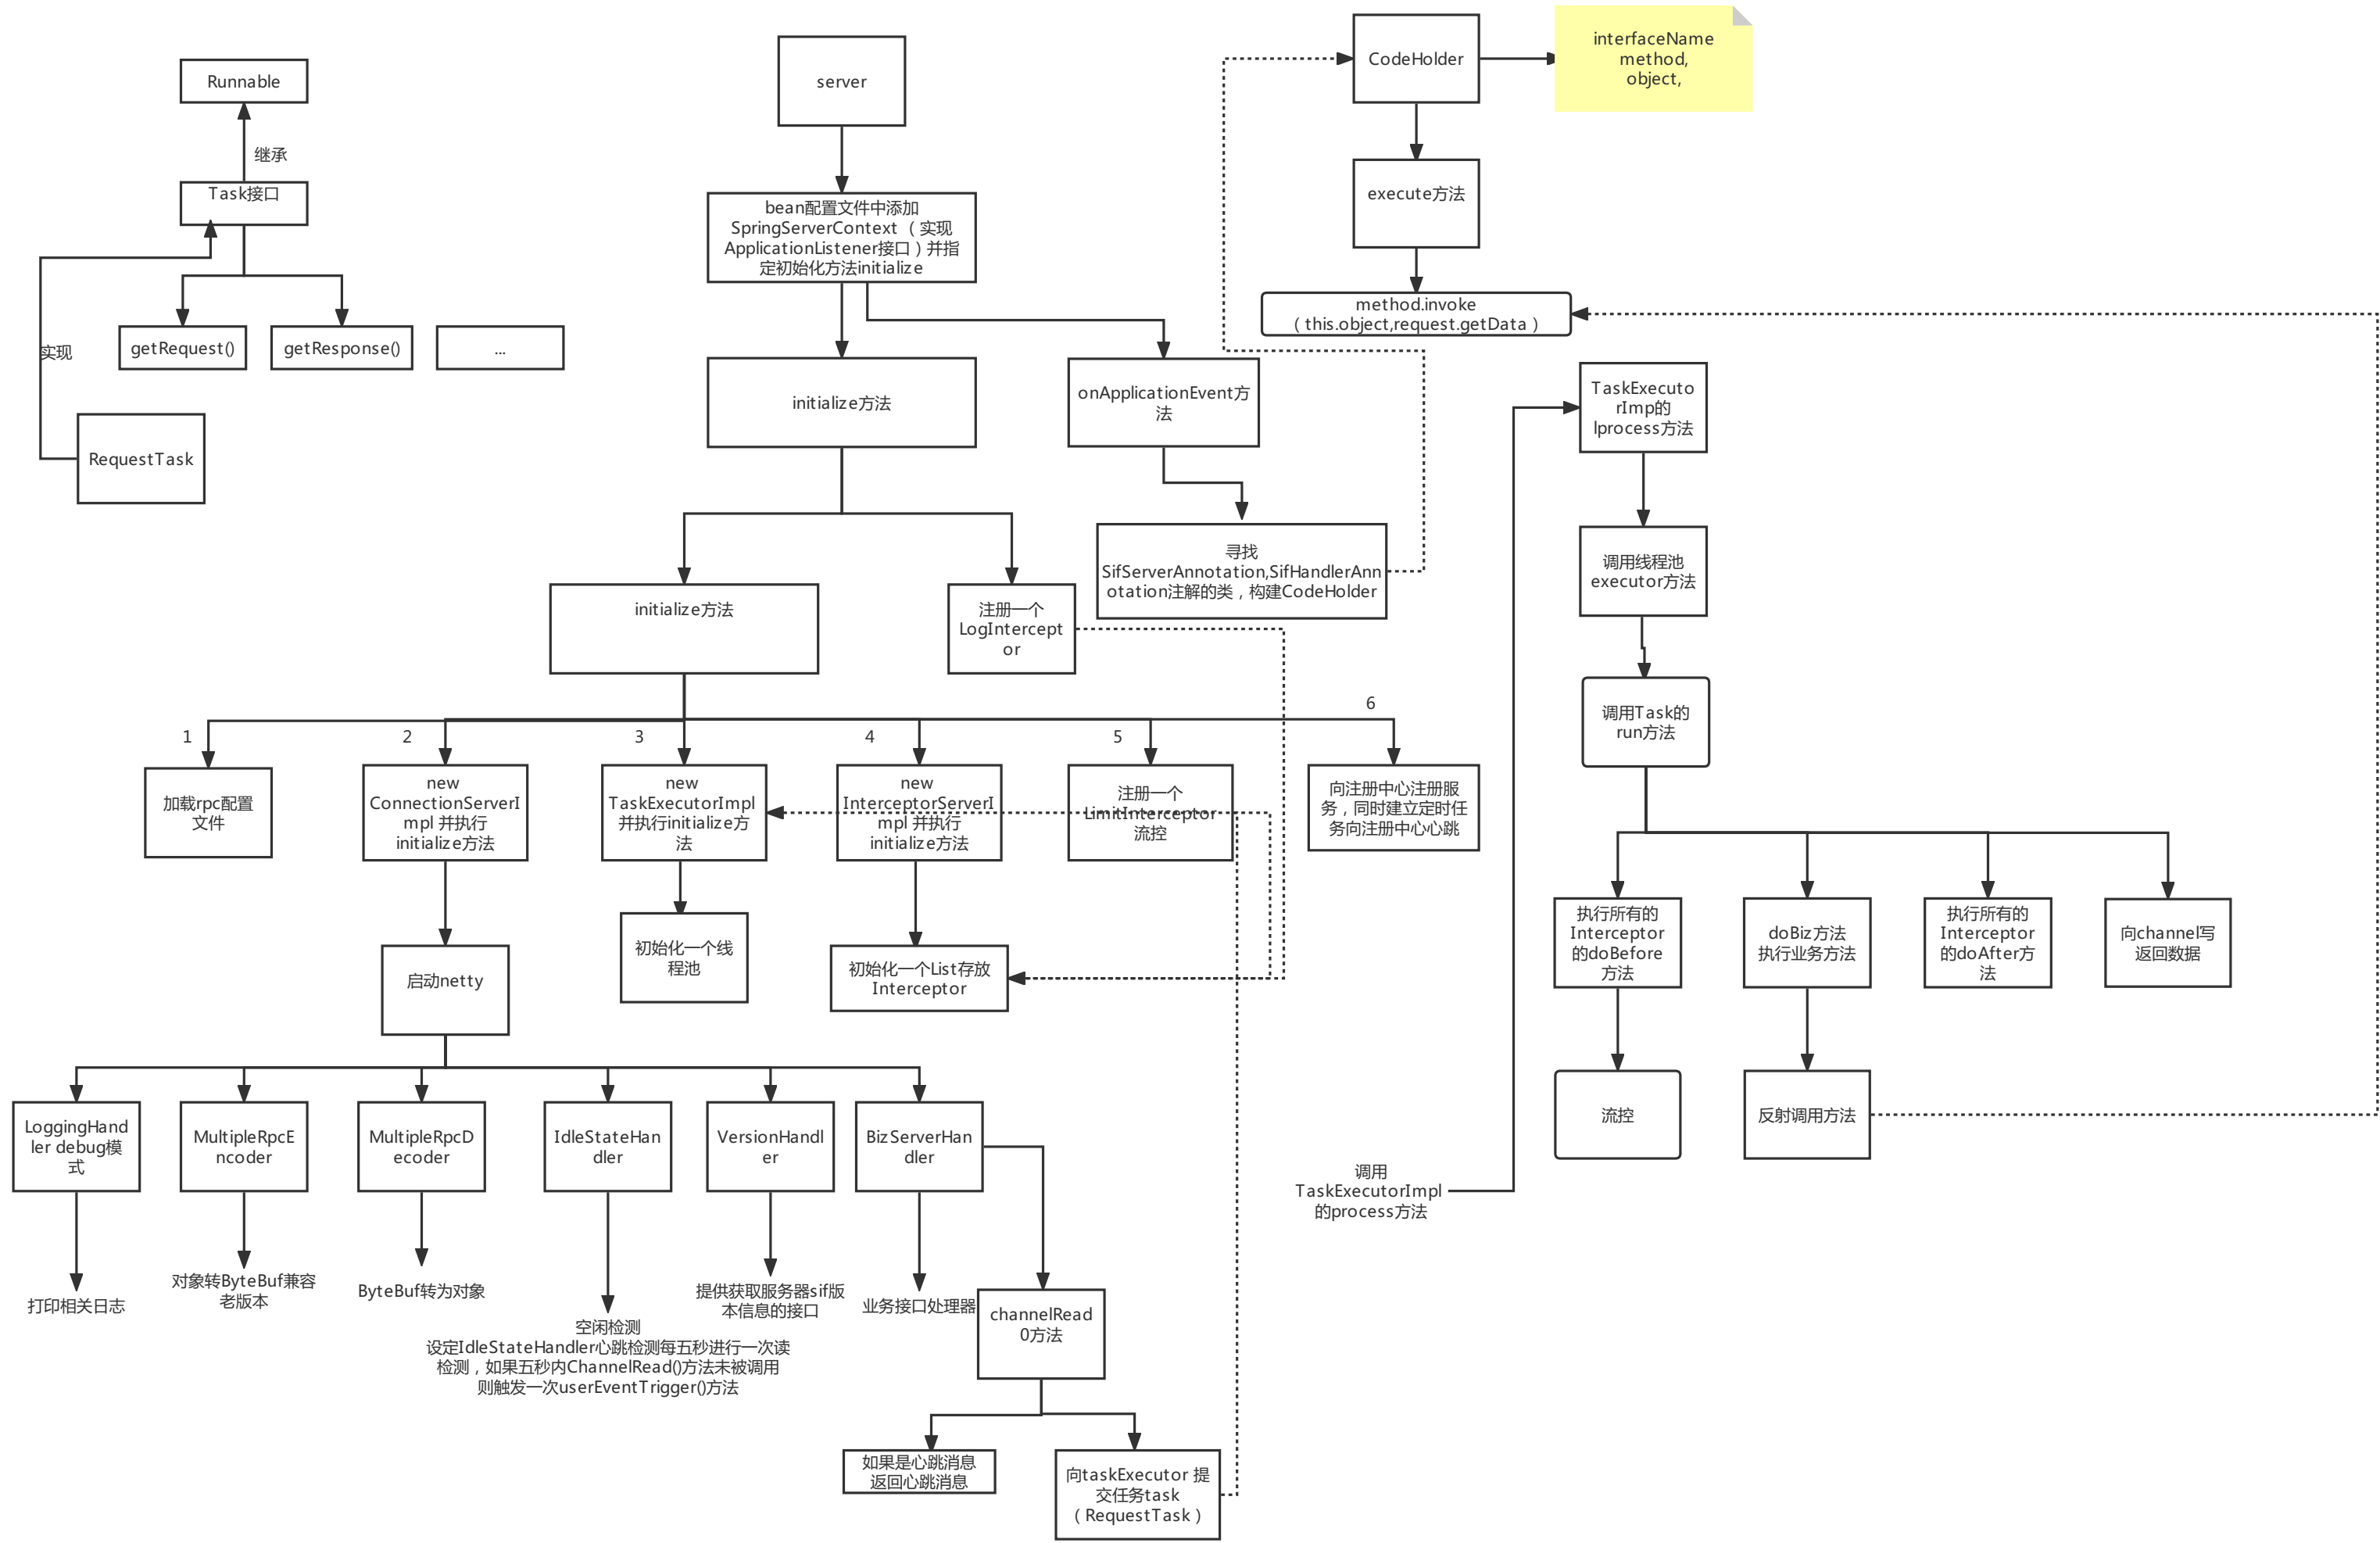 Runnable
继承
Task接口
getRequest()
getResponse()
...
实现
RequestTask
server
bean配置文件中添加
SpringServerContext（实现
ApplicationListener接口）并指
定初始化方法initialize
initialize方法
onApplicationEvent方
法
寻找
SifServerAnnotation,SifHandlerAnn
otation注解的类，构建CodeHolder
initialize方法
注册一个
LogIntercept
or
CodeHolder
interfaceName
method,
object,
execute方法
method.invoke
（this.object,request.getData）
TaskExecuto
rImp的
lprocess方法
调用线程池
executor方法
调用Task的
run方法
1
2
3
4
5
6
加载rpc配置
文件
new
ConnectionServerI
mpl 并执行
initialize方法
new
TaskExecutorImpl
并执行initialize方
法
new
InterceptorServerI
mpl 并执行
initialize方法
注册一个
LimitInterceptor
流控
向注册中心注册服
务，同时建立定时任
务向注册中心心跳
启动netty
初始化一个线
程池
初始化一个List存放
Interceptor
执行所有的
Interceptor
的doBefore
方法
doBiz方法
执行业务方法
执行所有的
Interceptor
的doAfter方
法
向channel写
返回数据
流控
反射调用方法
LoggingHand
ler debug模
式
MultipleRpcE
ncoder
MultipleRpcD
ecoder
IdleStateHan
dler
VersionHandl
er
BizServerHan
dler
调用
TaskExecutorImpl
的process方法
打印相关日志
对象转ByteBuf兼容
老版本
ByteBuf转为对象
空闲检测
设定IdleStateHandler心跳检测每五秒进行一次读
检测，如果五秒内ChannelRead()方法未被调用
则触发一次userEventTrigger()方法
提供获取服务器sif版
本信息的接口
业务接口处理器
channelRead
0方法
如果是心跳消息
返回心跳消息
向taskExecutor 提
交任务task
（RequestTask）